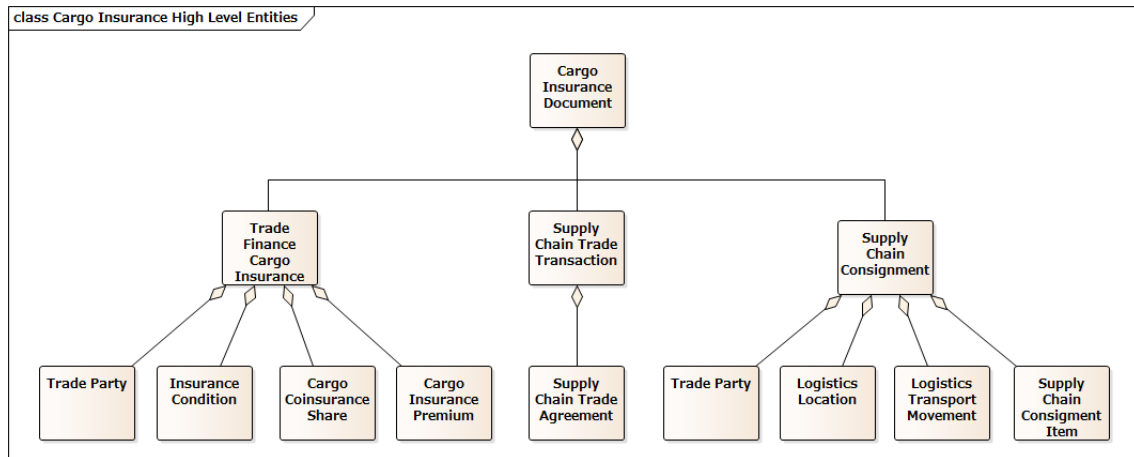 class Cargo Insurance High Level Entities
Cargo
Insurance
Document
Trade
Finance
Cargo
Insurance
Supply
Chain Trade
Transaction
Supply
Chain
Consignment
Trade Party
Insurance
Condition
Cargo
Coinsurance
Share
Cargo
Insurance
Premium
Supply
Chain Trade
Agreement
Trade Party
Logistics
Location
Logistics
Transport
Movement
Supply
Chain
Consigment
Item